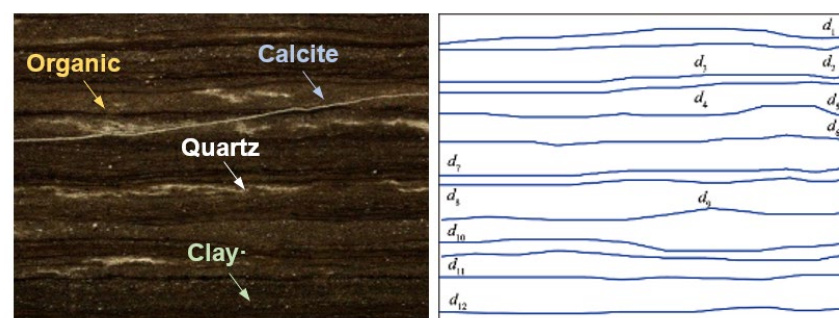 Organic
Calcite
Quartz
Clay·
d₁
d₂
d₃
d₄
d₅
d₆
d₇
d₈
d₉
d₁₀
d₁₁
d₁₂